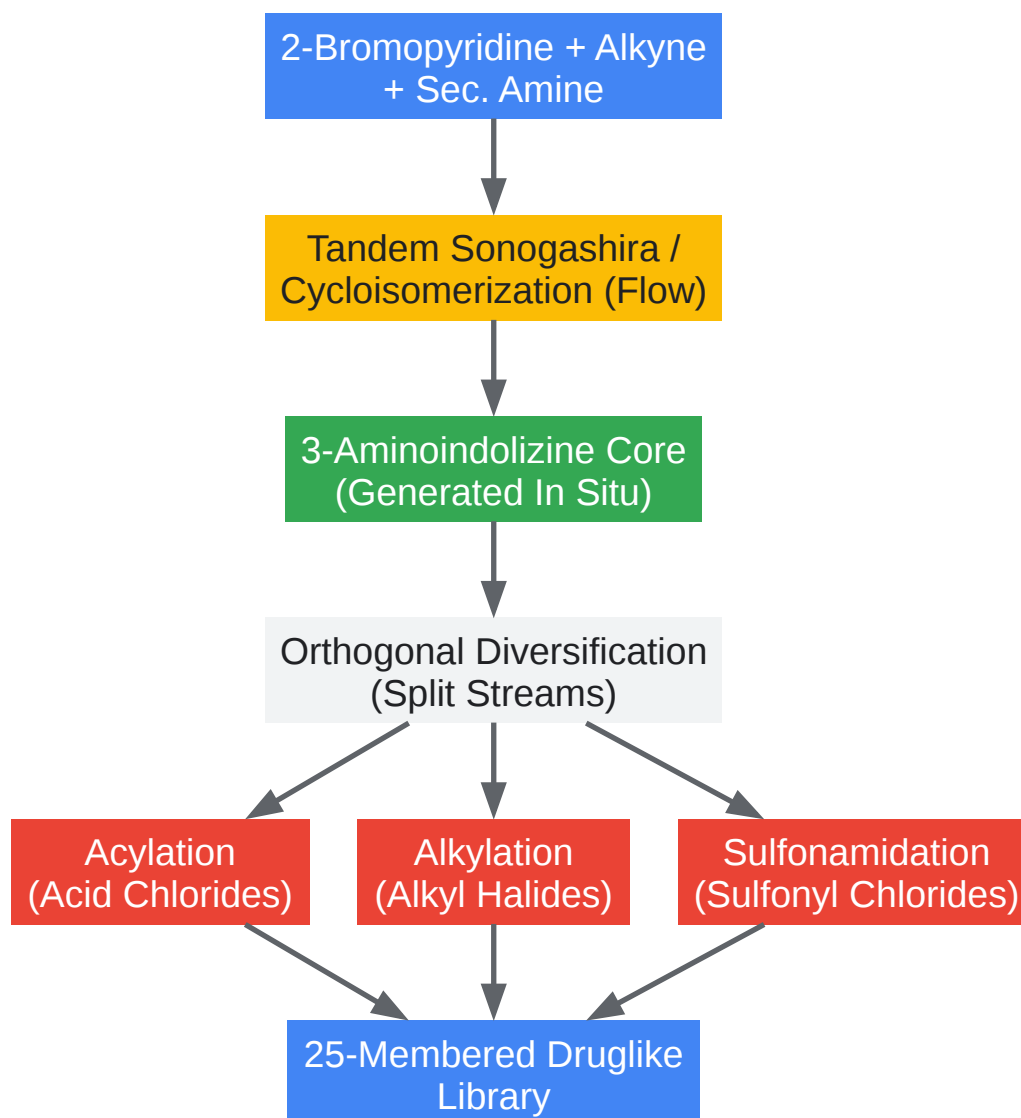 2-Bromopyridine + Alkyne
+ Sec. Amine
Tandem Sonogashira /
Cycloisomerization (Flow)
3-Aminoindolizine Core
(Generated In Situ)
Orthogonal Diversification
(Split Streams)
Acylation
(Acid Chlorides)
Alkylation
(Alkyl Halides)
Sulfonamidation
(Sulfonyl Chlorides)
25-Membered Druglike
Library